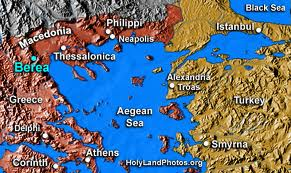 Black Sea
Philippi
Istanbul
Macedonia
Neapolis
Thessalonica
Berea
Alexandria
Troas
Greece
Turkey
Aegean
Sea
Delphi
Smyrna
HolyLandPhotos.org
Athens
Corinth